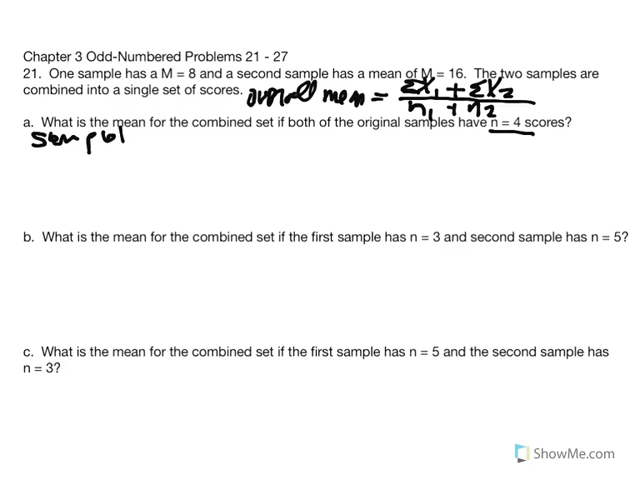 Chapter 3 Odd-Numbered Problems 21 - 27
21. One sample has a M = 8 and a second sample has a mean of M = 16. The two samples are
combined into a single set of scores.
overall mean = ΣX₁ + ΣX₂ / n₁ + n₂
a. What is the mean for the combined set if both of the original samples have n = 4 scores?
sampl
b. What is the mean for the combined set if the first sample has n = 3 and second sample has n = 5?
c. What is the mean for the combined set if the first sample has n = 5 and the second sample has
n = 3?
ShowMe.com